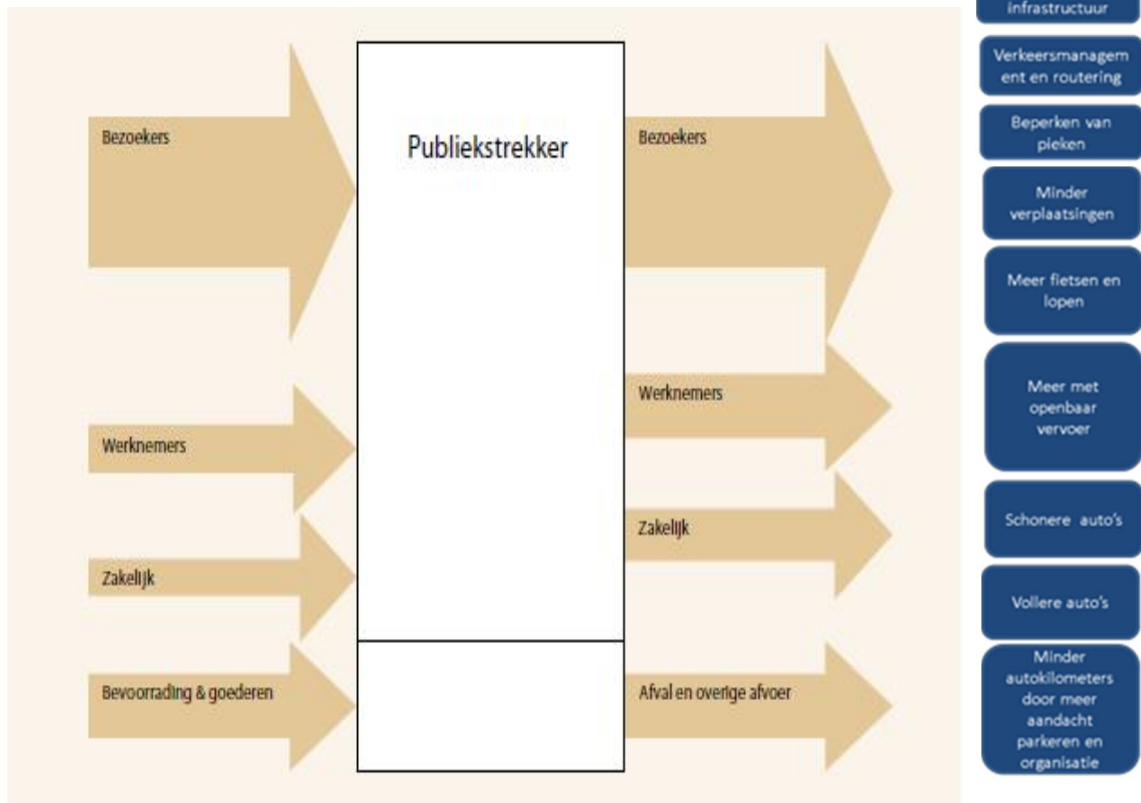 Bezoekers
Werknemers
Zakelijk
Bevoorrading & goederen
Publiekstrekker
Bezoekers
Werknemers
Zakelijk
Afval en overige afvoer
infrastructuur
Verkeersmanagem
ent en routering
Beperken van
pieken
Minder
verplaatsingen
Meer fietsen en
lopen
Meer met
openbaar
vervoer
Schonere auto's
Vollere auto's
Minder
autokilometers
door meer
aandacht
parkeren en
organisatie